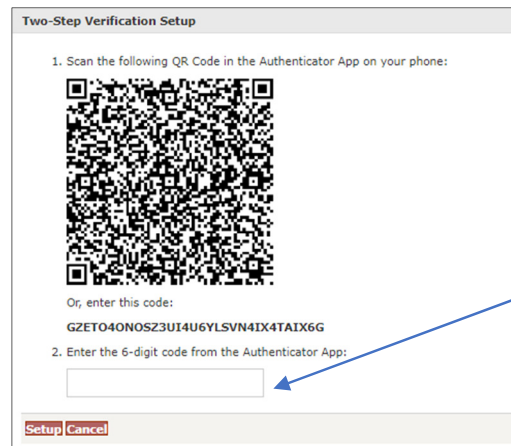 Two-Step Verification Setup
1. Scan the following QR Code in the Authenticator App on your phone:
Or, enter this code:
GZETO4ONOSZ3UI4U6YLSVN4IX4TAIX6G
2. Enter the 6-digit code from the Authenticator App:
Setup Cancel